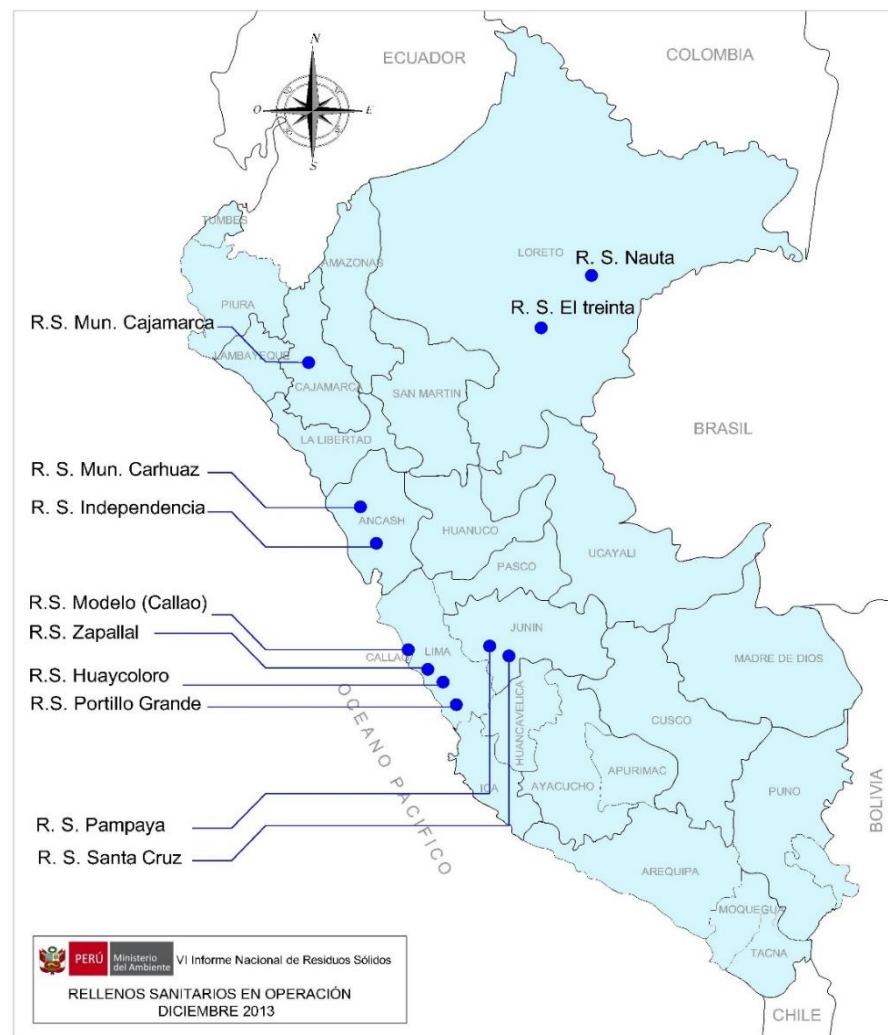 ECUADOR
COLOMBIA
N
O
E
S
TUMBES
LORETO
AMAZONAS
R. S. Nauta
PIURA
R. S. El treinta
R.S. Mun. Cajamarca
LAMBAYEQUE
CAJAMARCA
SAN MARTIN
BRASIL
LA LIBERTAD
R. S. Mun. Carhuaz
R. S. Independencia
ANCASH
HUANUCO
UCAYALI
PASCO
R.S. Modelo (Callao)
R.S. Zapallal
JUNIN
CALLAO
LIMA
MADRE DE DIOS
R.S. Huaycoloro
R.S. Portillo Grande
HUANCAVELICA
CUSCO
OCEANO PACIFICO
APURIMAC
ICA
AYACUCHO
PUNO
BOLIVIA
R. S. Pampaya
R. S. Santa Cruz
AREQUIPA
MOQUEGUA
TACNA
CHILE
PERÚ
Ministerio
del Ambiente
VI Informe Nacional de Residuos Sólidos
RELLENOS SANITARIOS EN OPERACIÓN
DICIEMBRE 2013